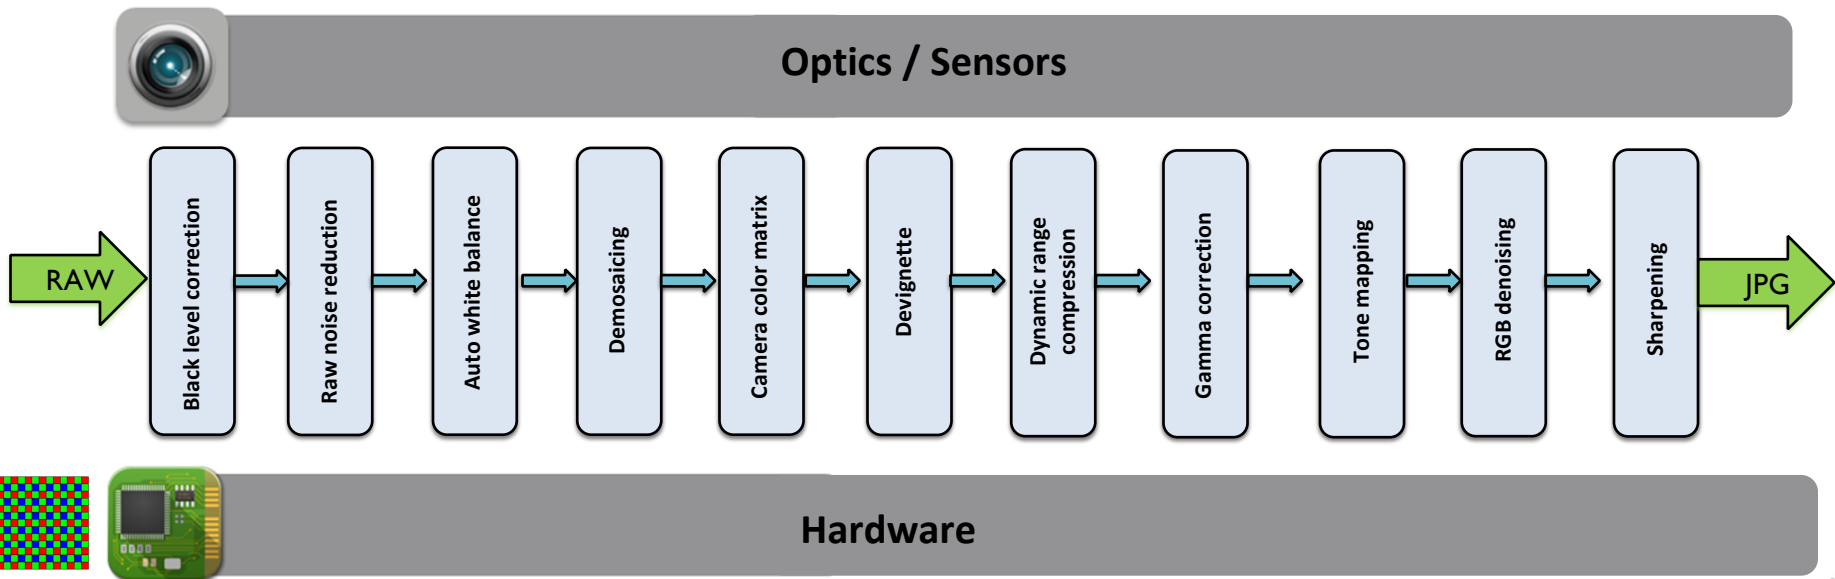 Optics / Sensors
RAW
Black level correction
Raw noise reduction
Auto white balance
Demosaicing
Camera color matrix
Devignette
Dynamic range
compression
Gamma correction
Tone mapping
RGB denoising
Sharpening
JPG
Hardware